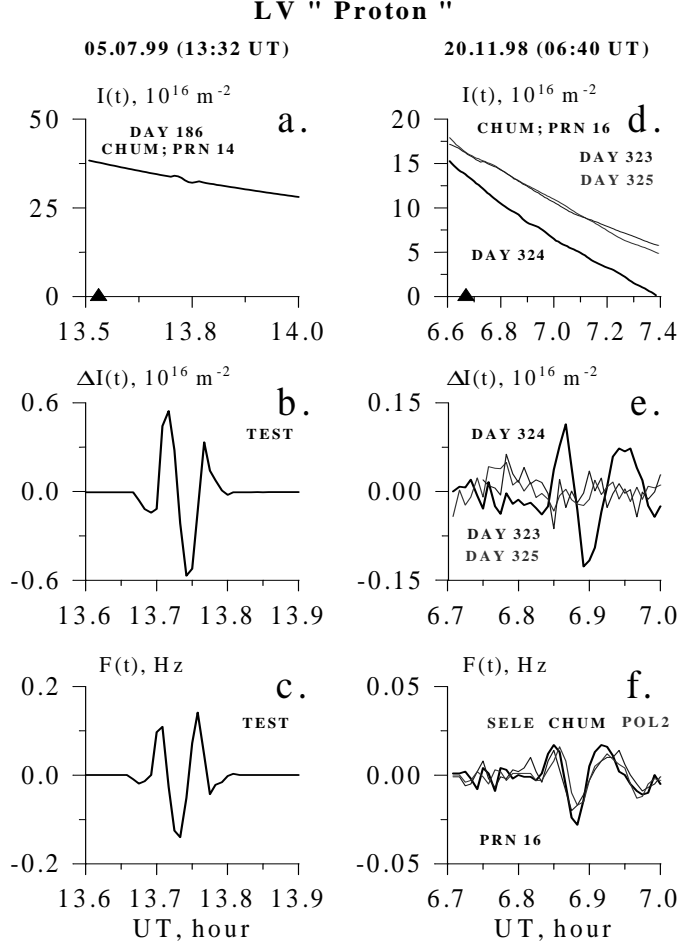 LV " Proton "
05.07.99 (13:32 UT)
20.11.98 (06:40 UT)
I(t), 10^16 m^-2
a.
50
25
0
DAY 186
CHUM; PRN 14
13.5 13.8 14.0
I(t), 10^16 m^-2
d.
20
15
10
5
0
CHUM; PRN 16
DAY 323
DAY 325
DAY 324
6.6 6.8 7.0 7.2 7.4
ΔI(t), 10^16 m^-2
b.
0.6
0.0
-0.6
TEST
13.6 13.7 13.8 13.9
ΔI(t), 10^16 m^-2
e.
0.15
0.00
-0.15
DAY 324
DAY 323
DAY 325
6.7 6.8 6.9 7.0
F(t), Hz
c.
0.2
0.0
-0.2
TEST
13.6 13.7 13.8 13.9
UT, hour
F(t), Hz
f.
0.05
0.00
-0.05
SELE CHUM POL2
PRN 16
6.7 6.8 6.9 7.0
UT, hour